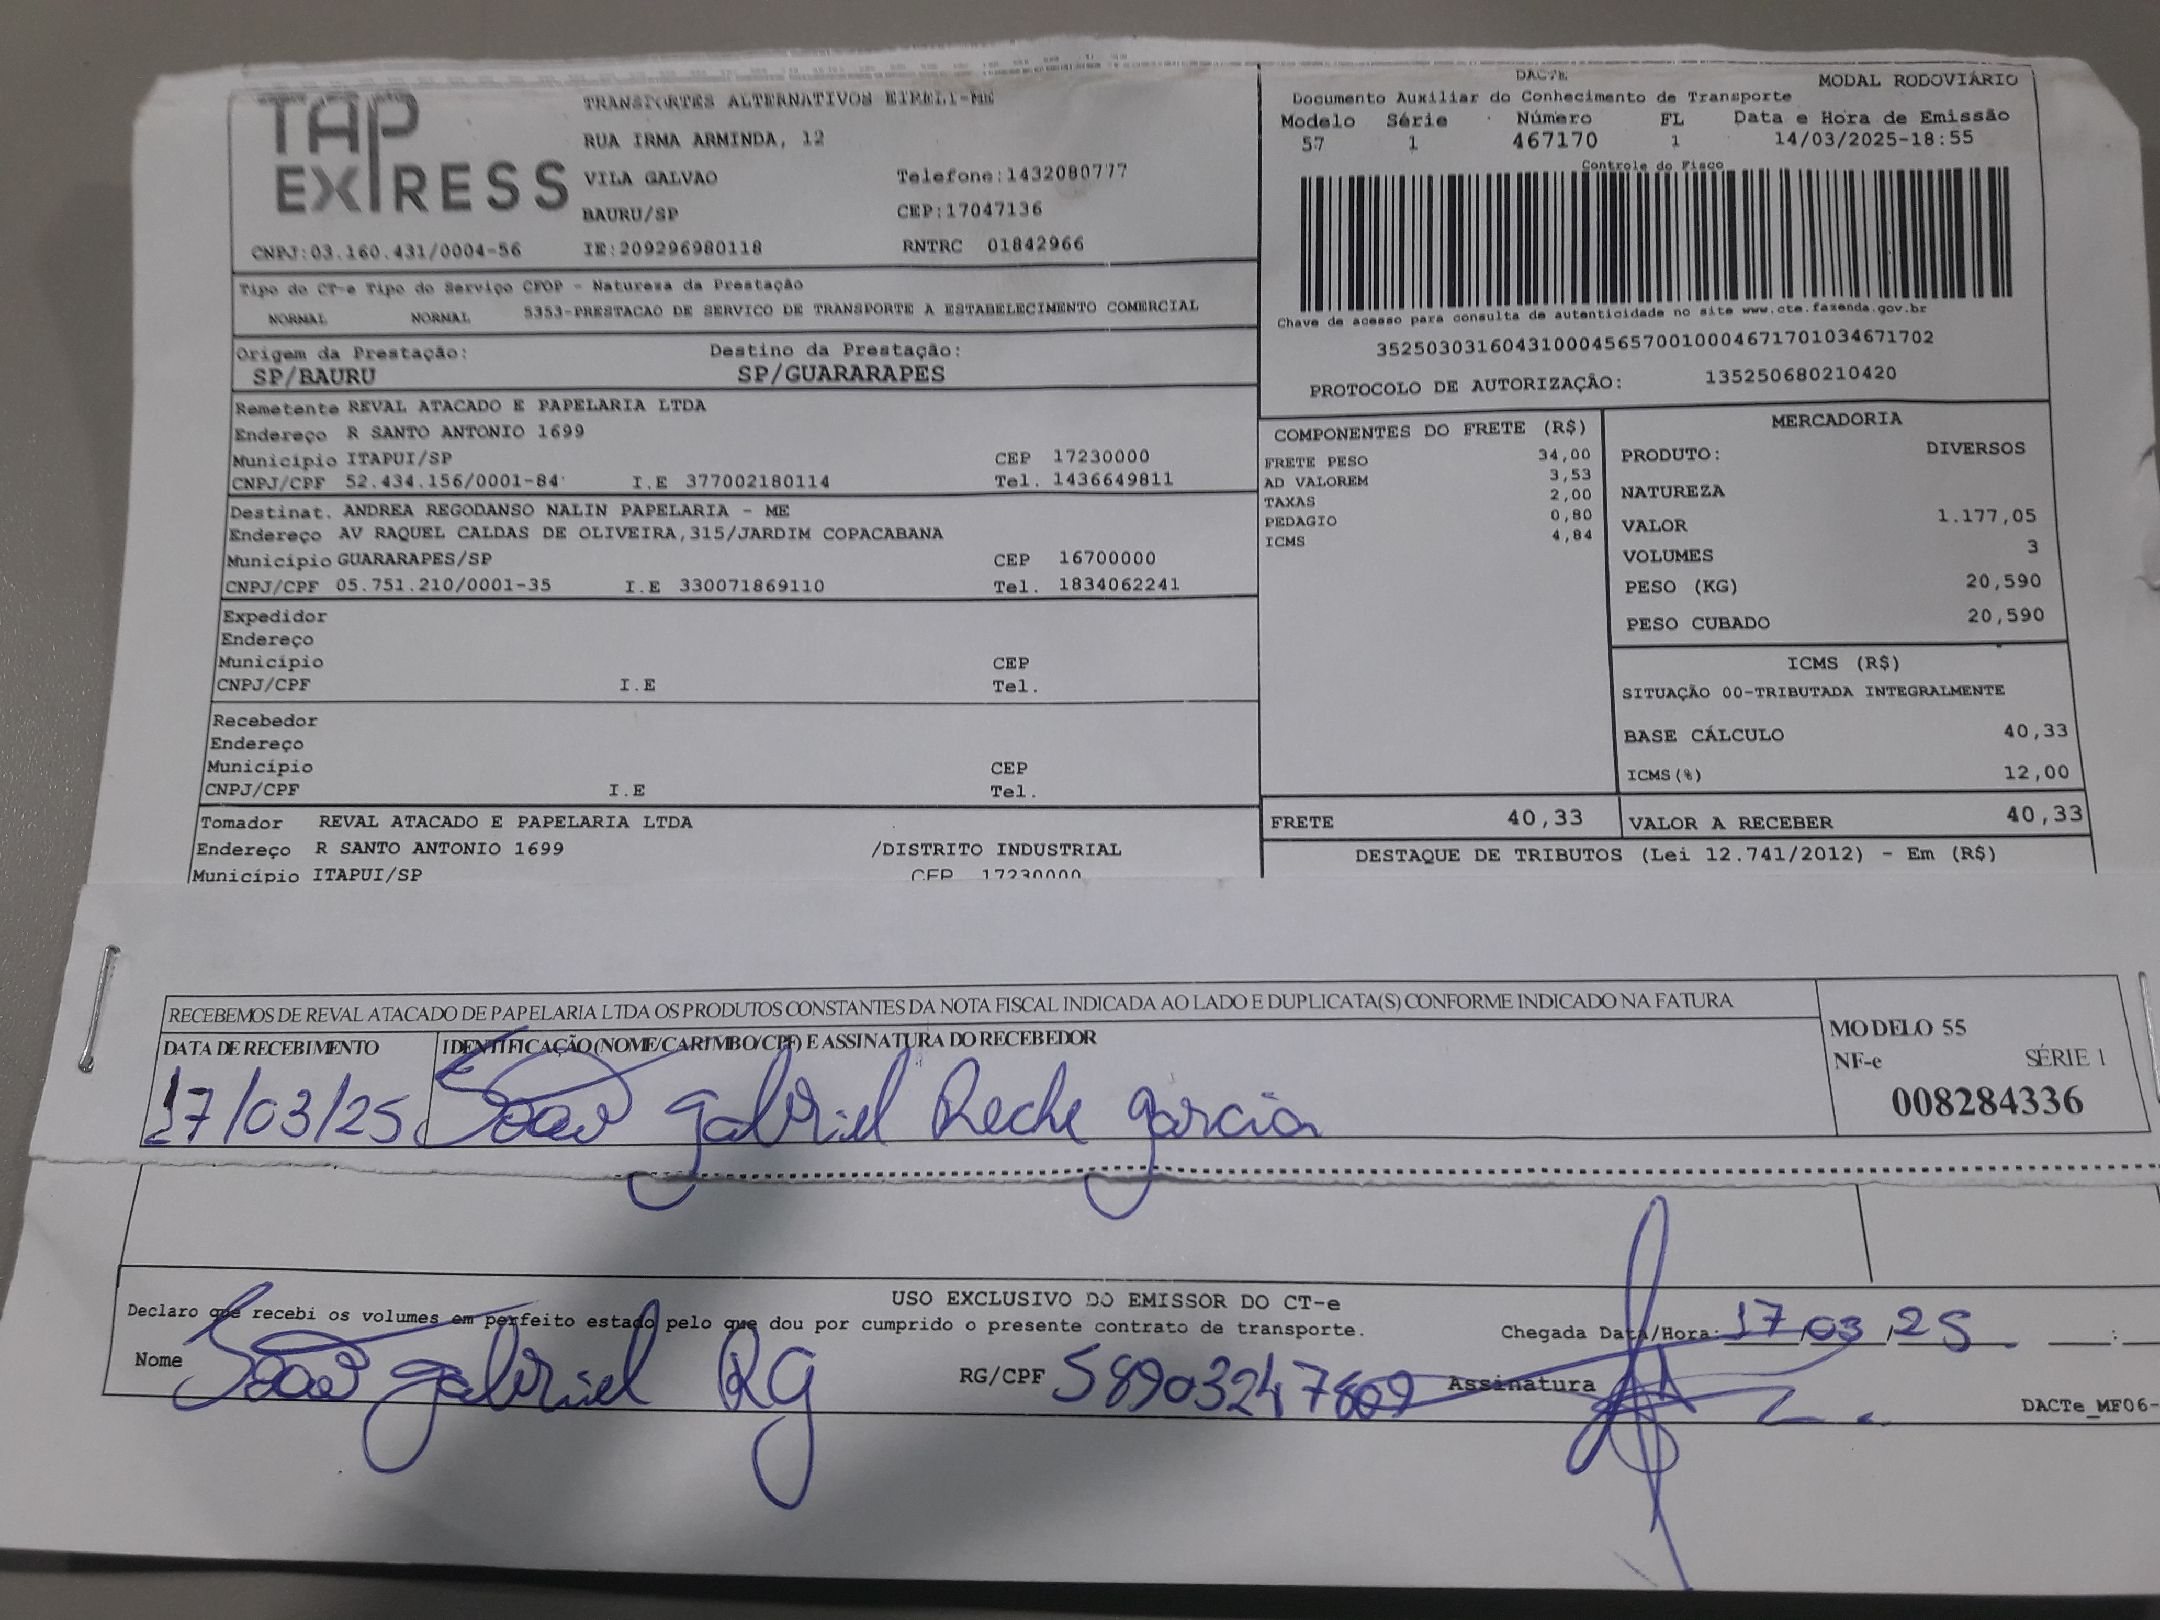 TAP EXPRESS
TRANSPORTES ALTERNATIVOS EIRELI-ME
RUA IRMA ARMINDA, 12
VILA GALVAO Telefone:1432080777
BAURU/SP CEP:17047136
CNPJ:03.160.431/0004-56 IE:209296980118 RNTRC 01842966
Tipo do CT-e Tipo do Serviço CFOP - Natureza da Prestação
NORMAL NORMAL 5353-PRESTACAO DE SERVICO DE TRANSPORTE A ESTABELECIMENTO COMERCIAL
Origem da Prestação: Destino da Prestação:
SP/BAURU SP/GUARARAPES
Remetente REVAL ATACADO E PAPELARIA LTDA
Endereço R SANTO ANTONIO 1699
Município ITAPUI/SP CEP 17230000
CNPJ/CPF 52.434.156/0001-84 I.E 377002180114 Tel. 1436649811
Destinat. ANDREA REGODANSO NALIN PAPELARIA - ME
Endereço AV RAQUEL CALDAS DE OLIVEIRA,315/JARDIM COPACABANA
Município GUARARAPES/SP CEP 16700000
CNPJ/CPF 05.751.210/0001-35 I.E 330071869110 Tel. 1834062241
Expedidor
Endereço
Município CEP
CNPJ/CPF I.E Tel.
Recebedor
Endereço
Município CEP
CNPJ/CPF I.E Tel.
Tomador REVAL ATACADO E PAPELARIA LTDA
Endereço R SANTO ANTONIO 1699 /DISTRITO INDUSTRIAL
Município ITAPUI/SP CEP 17230000
DACTE MODAL RODOVIÁRIO
Documento Auxiliar do Conhecimento de Transporte
Modelo Série Número FL Data e Hora de Emissão
57 1 467170 1 14/03/2025-18:55
Controle do Fisco
Chave de acesso para consulta de autenticidade no site www.cte.fazenda.gov.br
35250303160431000456570010004671701034671702
PROTOCOLO DE AUTORIZAÇÃO: 135250680210420
COMPONENTES DO FRETE (R$)
FRETE PESO 34,00
AD VALOREM 3,53
TAXAS 2,00
PEDAGIO 0,80
ICMS 4,84
MERCADORIA
PRODUTO: DIVERSOS
NATUREZA
VALOR 1.177,05
VOLUMES 3
PESO (KG) 20,590
PESO CUBADO 20,590
ICMS (R$)
SITUAÇÃO 00-TRIBUTADA INTEGRALMENTE
BASE CÁLCULO 40,33
ICMS(%) 12,00
FRETE 40,33 VALOR A RECEBER 40,33
DESTAQUE DE TRIBUTOS (Lei 12.741/2012) - Em (R$)
RECEBEMOS DE REVAL ATACADO DE PAPELARIA LTDA OS PRODUTOS CONSTANTES DA NOTA FISCAL INDICADA AO LADO E DUPLICATA(S) CONFORME INDICADO NA FATURA
DATA DE RECEBIMENTO IDENTIFICAÇÃO (NOME/CARIMBO/CPF) E ASSINATURA DO RECEBEDOR
17/03/25 João gabriel Reche garcia
MODELO 55
NF-e SÉRIE 1
008284336
USO EXCLUSIVO DO EMISSOR DO CT-e
Declaro que recebi os volumes em perfeito estado pelo que dou por cumprido o presente contrato de transporte.
Chegada Data/Hora: 17/03/25 :
Nome João gabriel RG RG/CPF 58903247809 Assinatura
DACTe_MF06-